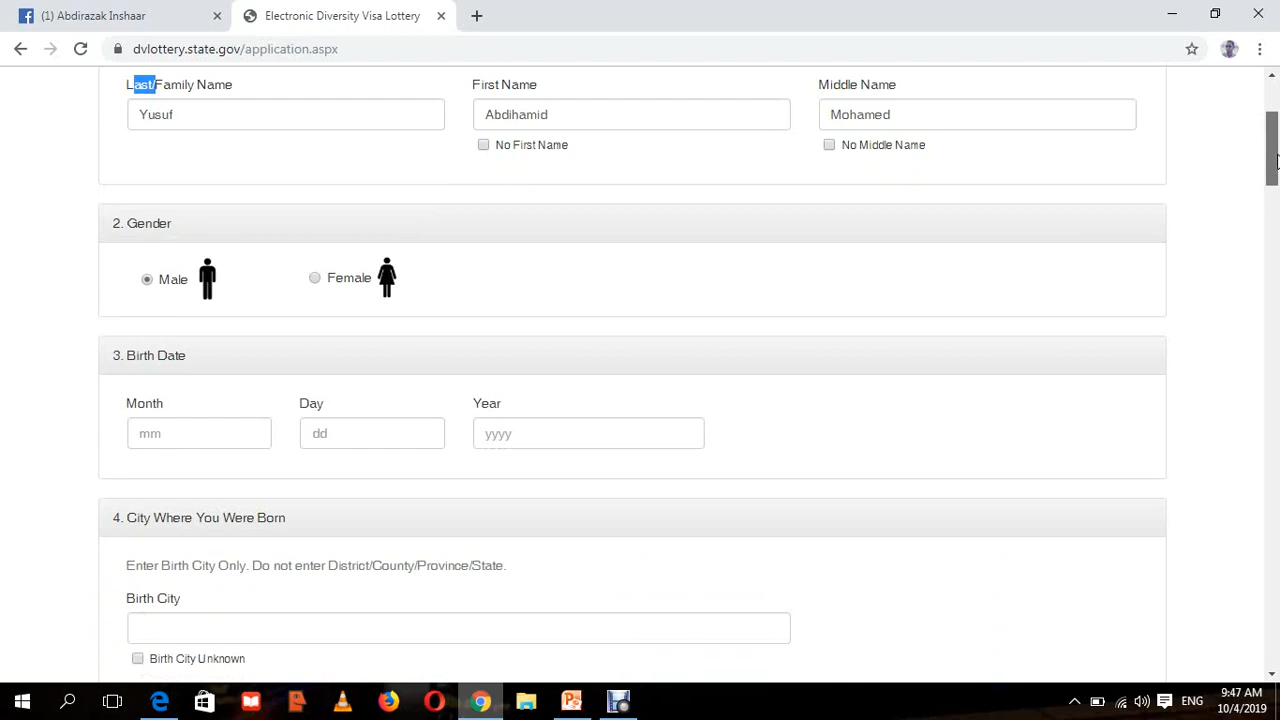 (1) Abdirazak Inshaar
Electronic Diversity Visa Lottery
dvlottery.state.gov/application.aspx
Last/Family Name
First Name
Middle Name
Yusuf
Abdihamid
Mohamed
No First Name
No Middle Name
2. Gender
Male
Female
3. Birth Date
Month
Day
Year
mm
dd
yyyy
4. City Where You Were Born
Enter Birth City Only. Do not enter District/County/Province/State.
Birth City
Birth City Unknown
ENG
9:47 AM
10/4/2019